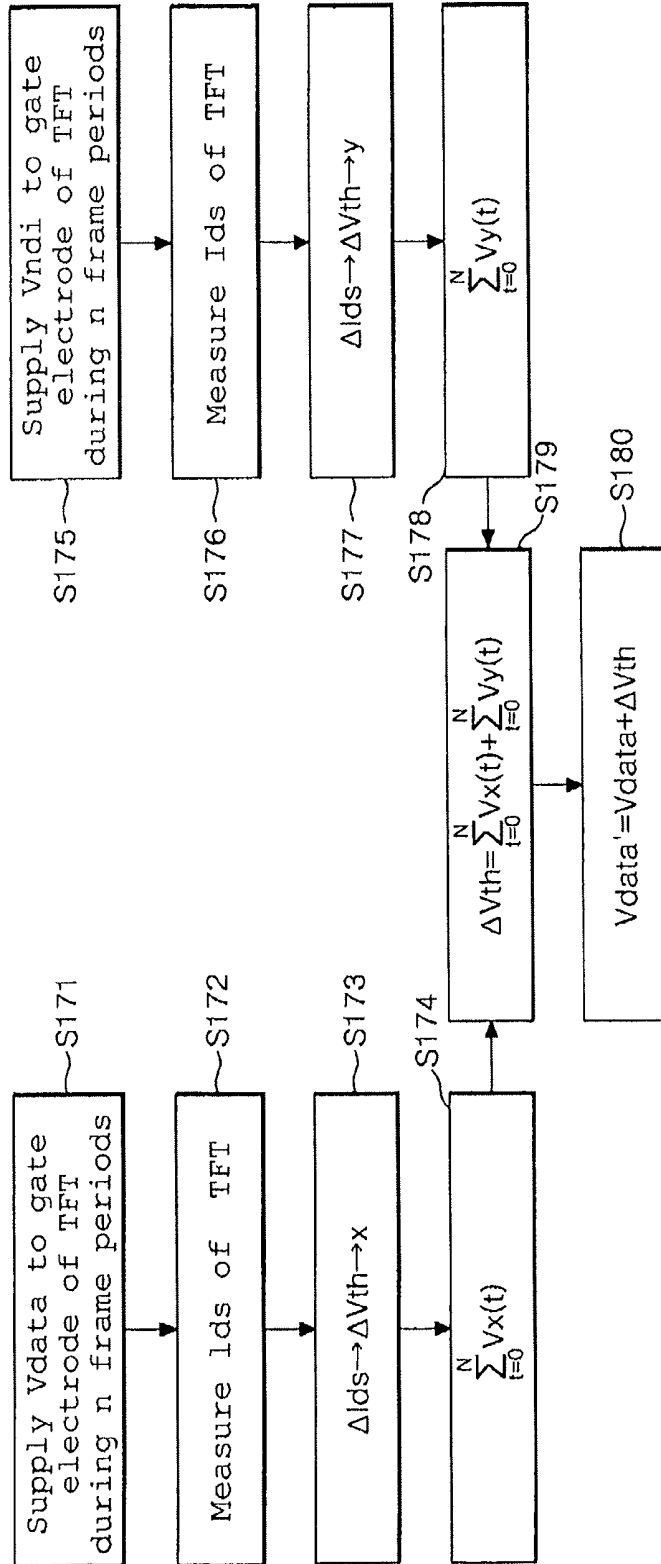 S171
Supply Vdata to gate
electrode of TFT
during n frame periods
S172
Measure Ids of TFT
S173
ΔIds→ΔVth→x
S174
N
∑Vx(t)
t=0
S175
Supply Vndi to gate
electrode of TFT
during n frame periods
S176
Measure Ids of TFT
S177
ΔIds→ΔVth→y
S178
N
∑Vy(t)
t=0
S179
N N
ΔVth=∑Vx(t)+∑Vy(t)
t=0 t=0
S180
Vdata'=Vdata+ΔVth